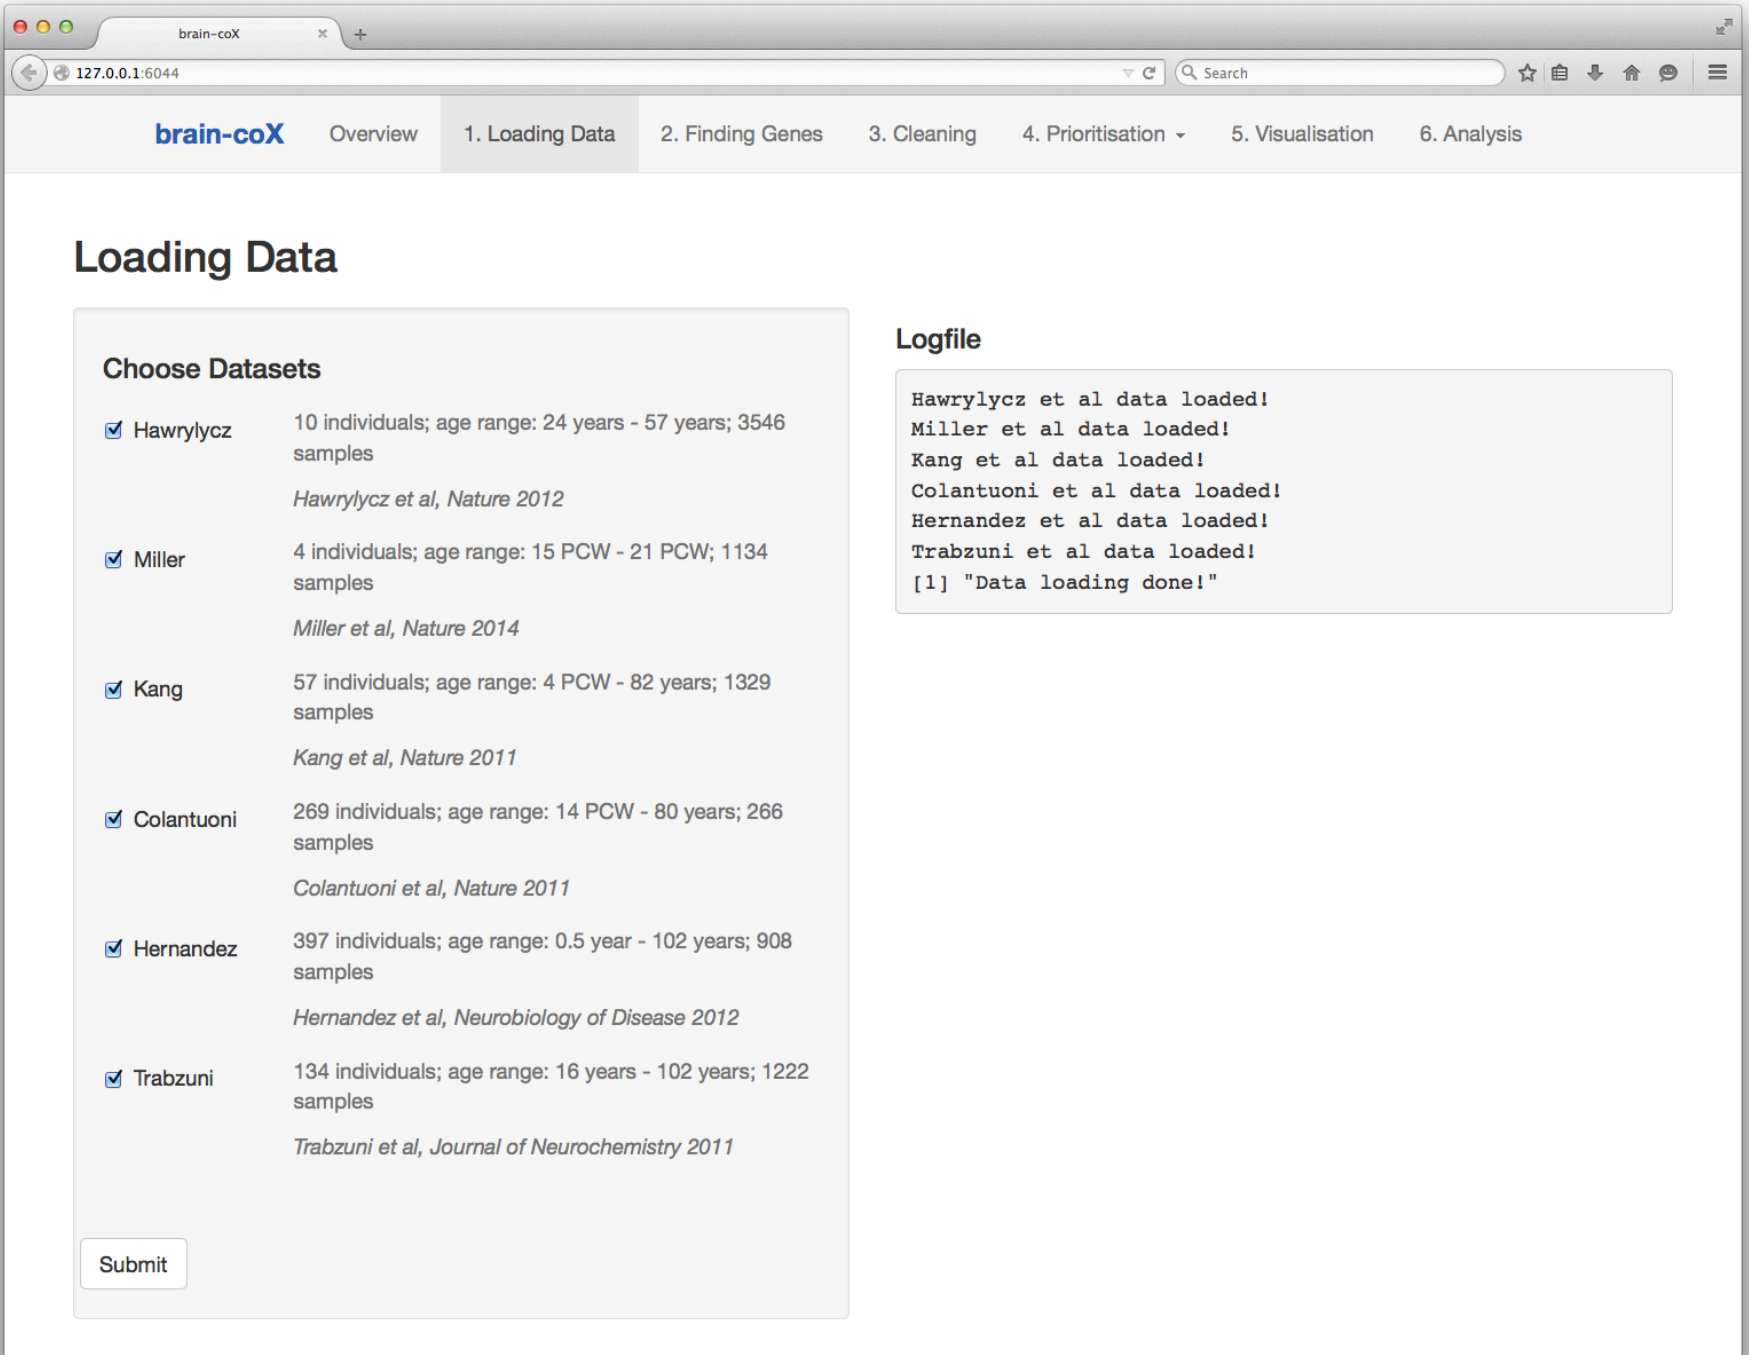 brain-coX
127.0.0.1:6044
Search
brain-coX Overview 1. Loading Data 2. Finding Genes 3. Cleaning 4. Prioritisation 5. Visualisation 6. Analysis
Loading Data
Choose Datasets
Hawrylycz
10 individuals; age range: 24 years - 57 years; 3546
samples
Hawrylycz et al, Nature 2012
Miller
4 individuals; age range: 15 PCW - 21 PCW; 1134
samples
Miller et al, Nature 2014
Kang
57 individuals; age range: 4 PCW - 82 years; 1329
samples
Kang et al, Nature 2011
Colantuoni
269 individuals; age range: 14 PCW - 80 years; 266
samples
Colantuoni et al, Nature 2011
Hernandez
397 individuals; age range: 0.5 year - 102 years; 908
samples
Hernandez et al, Neurobiology of Disease 2012
Trabzuni
134 individuals; age range: 16 years - 102 years; 1222
samples
Trabzuni et al, Journal of Neurochemistry 2011
Submit
Logfile
Hawrylycz et al data loaded!
Miller et al data loaded!
Kang et al data loaded!
Colantuoni et al data loaded!
Hernandez et al data loaded!
Trabzuni et al data loaded!
[1] "Data loading done!"